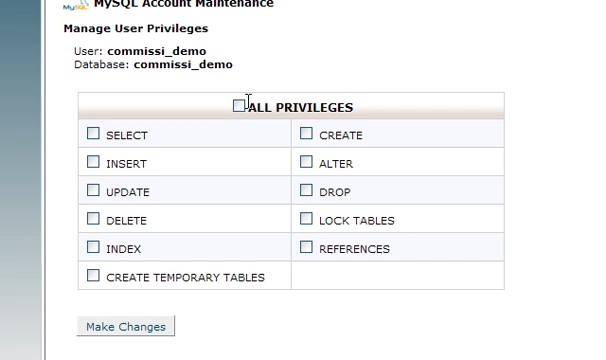 MySQL MySQL Account Maintenance
Manage User Privileges
User: commissi_demo
Database: commissi_demo
ALL PRIVILEGES
SELECT CREATE
INSERT ALTER
UPDATE DROP
DELETE LOCK TABLES
INDEX REFERENCES
CREATE TEMPORARY TABLES
Make Changes